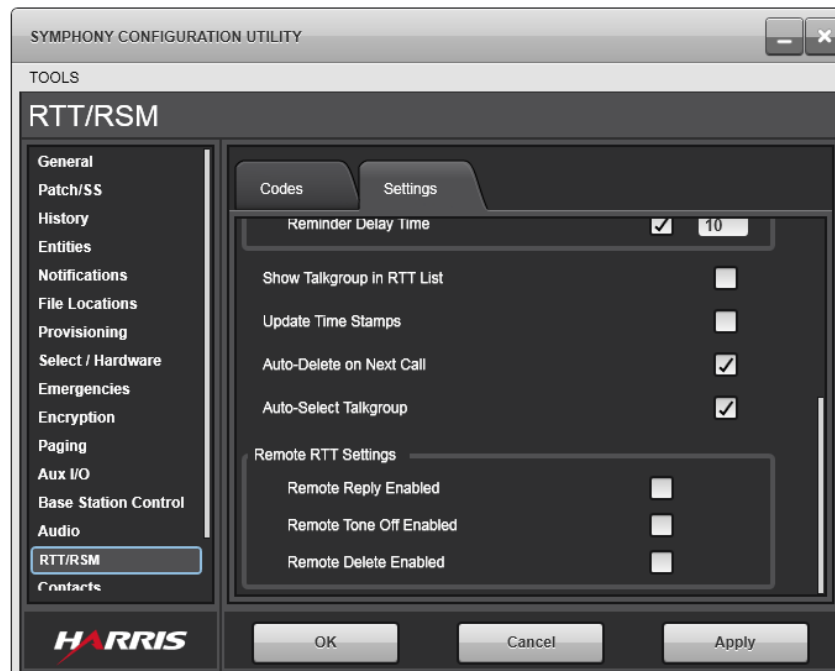 SYMPHONY CONFIGURATION UTILITY
TOOLS
RTT/RSM
General
Patch/SS
History
Entities
Notifications
File Locations
Provisioning
Select / Hardware
Emergencies
Encryption
Paging
Aux I/O
Base Station Control
Audio
RTT/RSM
Contacts
Codes Settings
Reminder Delay Time 10
Show Talkgroup in RTT List
Update Time Stamps
Auto-Delete on Next Call
Auto-Select Talkgroup
Remote RTT Settings
Remote Reply Enabled
Remote Tone Off Enabled
Remote Delete Enabled
HARRIS
OK Cancel Apply